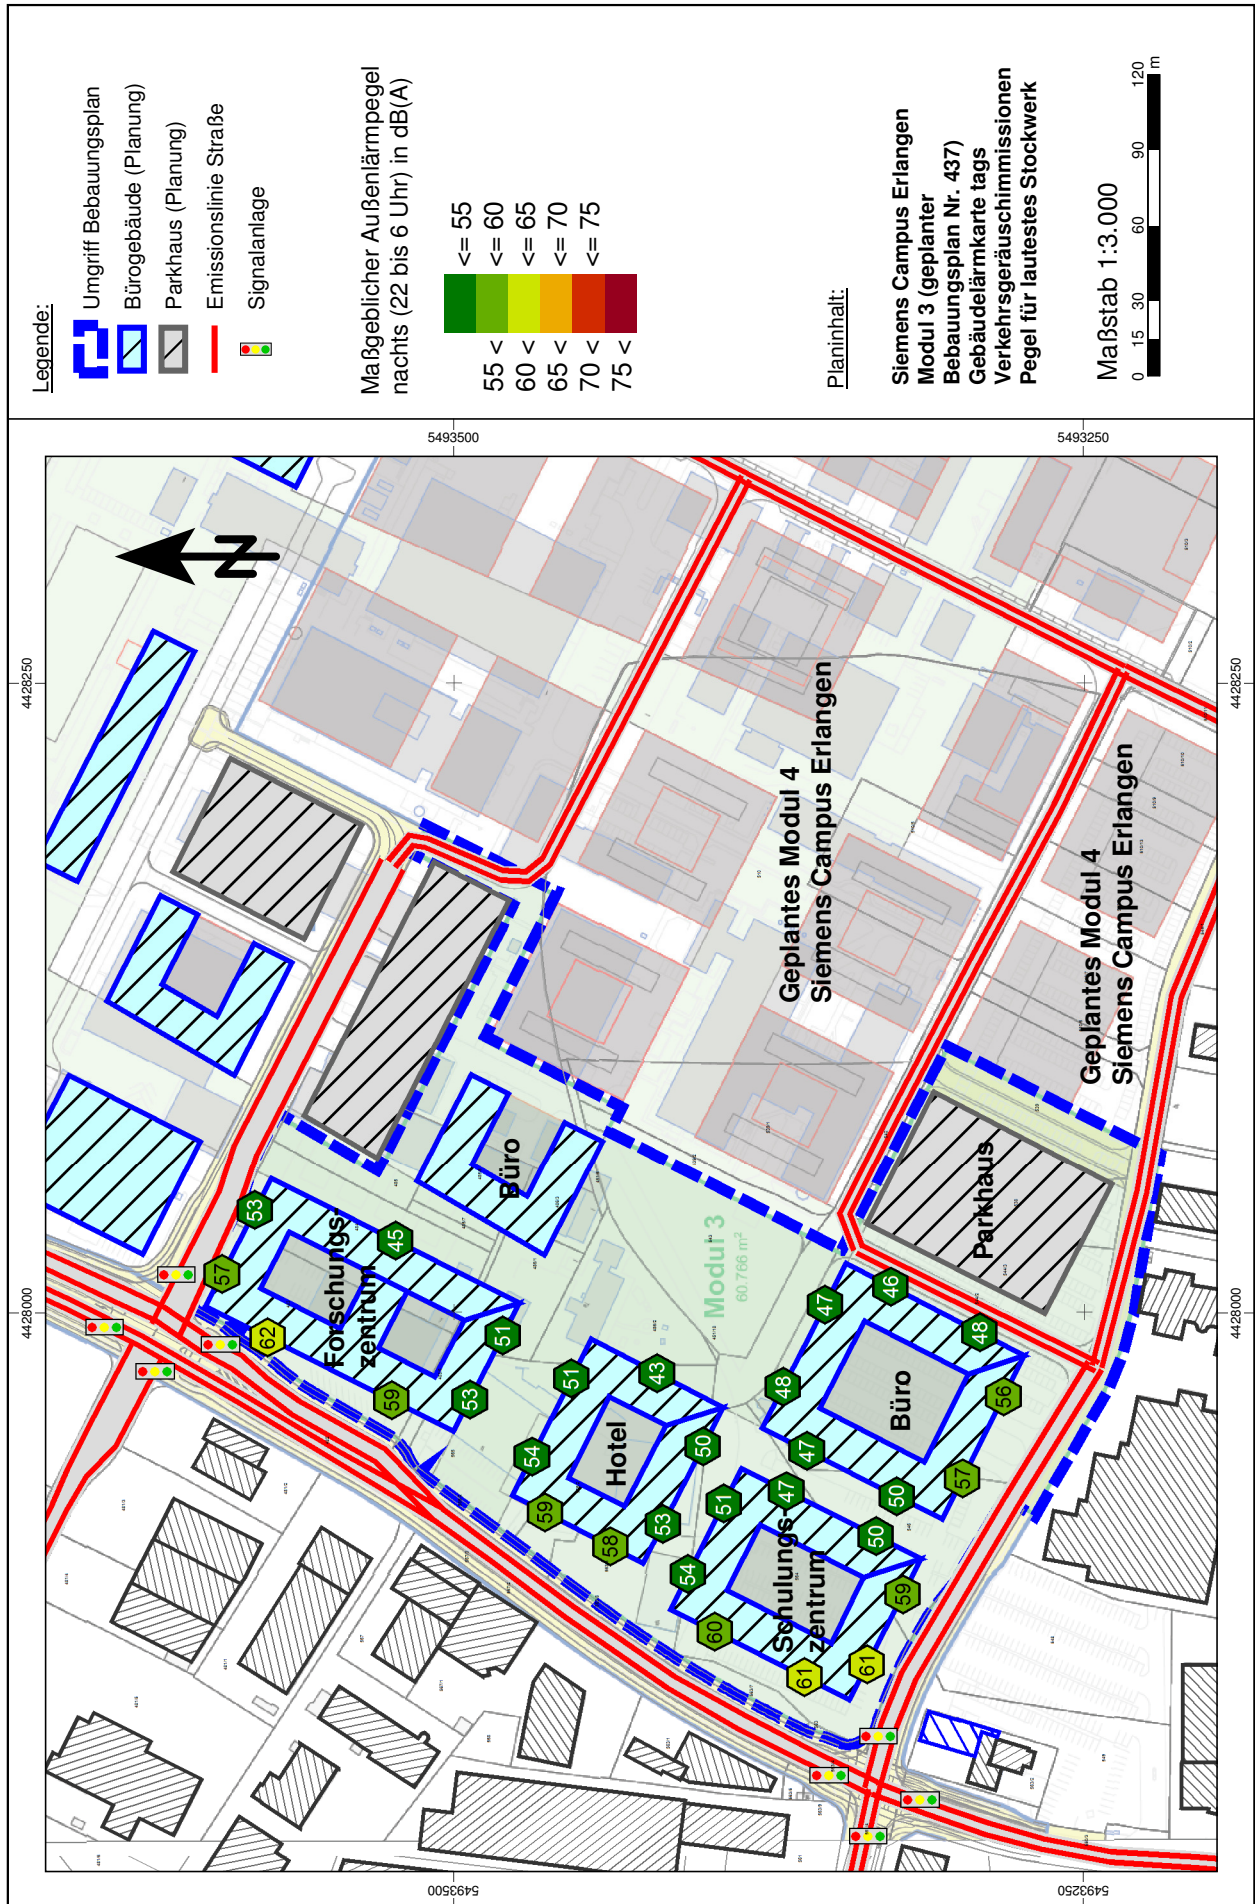 Legende:
Umgriff Bebauungsplan
Bürogebäude (Planung)
Parkhaus (Planung)
Emissionslinie Straße
Signalanlage
Maßgeblicher Außenlärmpegel
nachts (22 bis 6 Uhr) in dB(A)
<= 55
55 < <= 60
60 < <= 65
65 < <= 70
70 < <= 75
75 <
Planinhalt:
Siemens Campus Erlangen
Modul 3 (geplanter
Bebauungsplan Nr. 437)
Gebäudelärmkarte tags
Verkehrsgeräuschimmissionen
Pegel für lautestes Stockwerk
Maßstab 1:3.000
0 15 30 60 90 120
m
5493500
5493250
4428250
4428250
4428000
4428000
5493500
5493250
N
Geplantes Modul 4
Siemens Campus Erlangen
Geplantes Modul 4
Siemens Campus Erlangen
Büro
Parkhaus
Modul 3
60.766 m²
Forschungs-
zentrum
53
57
45
62
59
51
53
Hotel
51
43
54
50
59
58
53
Büro
47
46
48
48
47
56
57
50
Schulungs-
zentrum
51
47
54
50
60
59
61
61